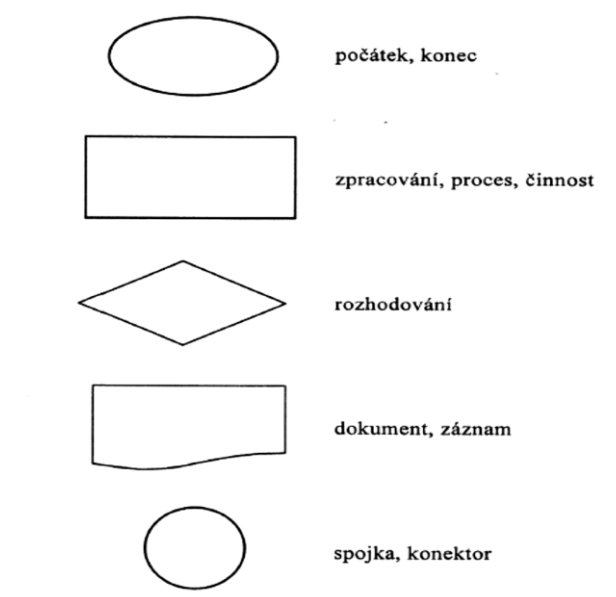 počátek, konec
zpracování, proces, činnost
rozhodování
dokument, záznam
spojka, konektor